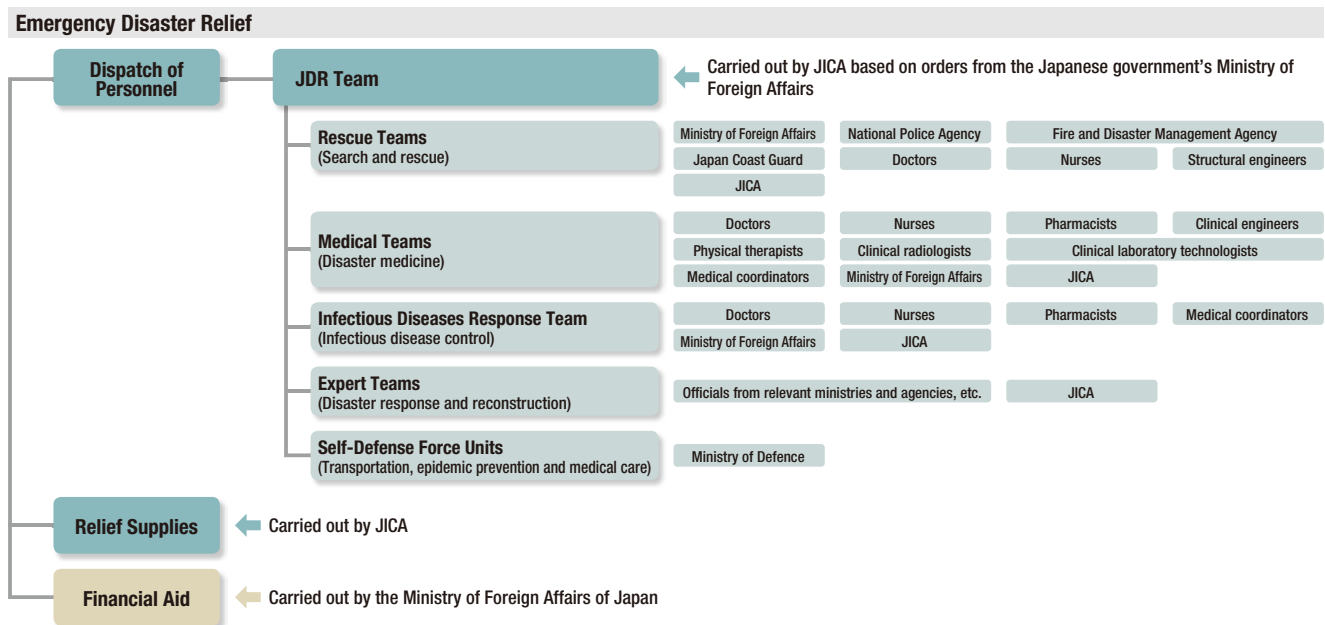 Emergency Disaster Relief
Dispatch of
Personnel
JDR Team
Carried out by JICA based on orders from the Japanese government’s Ministry of
Foreign Affairs
Rescue Teams
(Search and rescue)
Ministry of Foreign Affairs
National Police Agency
Fire and Disaster Management Agency
Japan Coast Guard
Doctors
Nurses
Structural engineers
JICA
Medical Teams
(Disaster medicine)
Doctors
Nurses
Pharmacists
Clinical engineers
Physical therapists
Clinical radiologists
Clinical laboratory technologists
Medical coordinators
Ministry of Foreign Affairs
JICA
Infectious Diseases Response Team
(Infectious disease control)
Doctors
Nurses
Pharmacists
Medical coordinators
Ministry of Foreign Affairs
JICA
Expert Teams
(Disaster response and reconstruction)
Officials from relevant ministries and agencies, etc.
JICA
Self-Defense Force Units
(Transportation, epidemic prevention and medical care)
Ministry of Defence
Relief Supplies
Carried out by JICA
Financial Aid
Carried out by the Ministry of Foreign Affairs of Japan